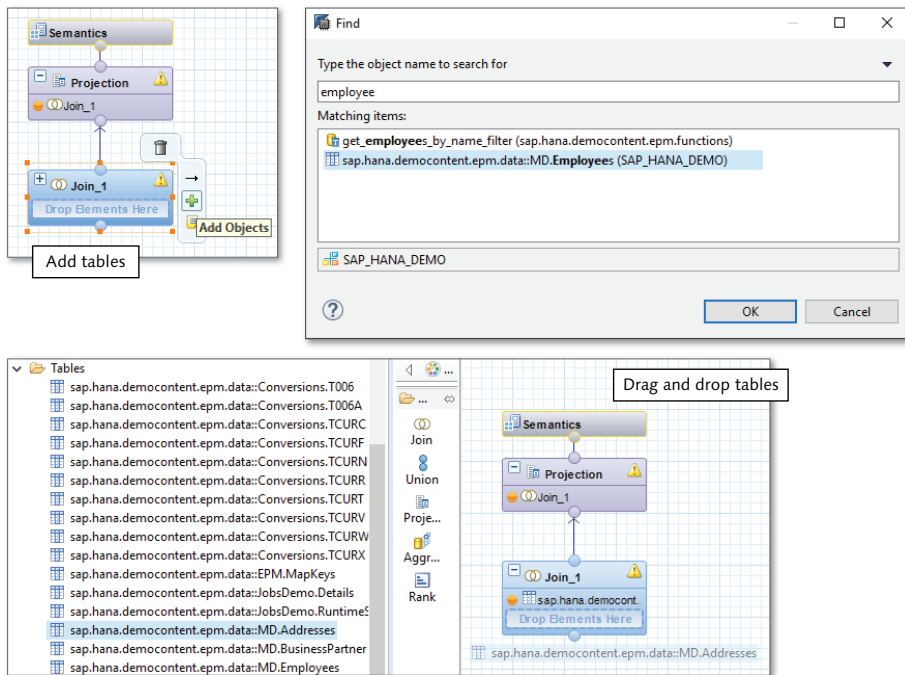 Semantics
Projection
Join_1
Join_1
Drop Elements Here
Add Objects
Add tables
Find
Type the object name to search for
employee
Matching items:
get_employees_by_name_filter (sap.hana.democontent.epm.functions)
sap.hana.democontent.epm.data::MD.Employees (SAP_HANA_DEMO)
SAP_HANA_DEMO
?
OK
Cancel
Tables
sap.hana.democontent.epm.data::Conversions.T006
sap.hana.democontent.epm.data::Conversions.T006A
sap.hana.democontent.epm.data::Conversions.TCURC
sap.hana.democontent.epm.data::Conversions.TCURF
sap.hana.democontent.epm.data::Conversions.TCURN
sap.hana.democontent.epm.data::Conversions.TCURR
sap.hana.democontent.epm.data::Conversions.TCURT
sap.hana.democontent.epm.data::Conversions.TCURV
sap.hana.democontent.epm.data::Conversions.TCURW
sap.hana.democontent.epm.data::Conversions.TCURX
sap.hana.democontent.epm.data::EPM.MapKeys
sap.hana.democontent.epm.data::JobsDemo.Details
sap.hana.democontent.epm.data::JobsDemo.RuntimeS
sap.hana.democontent.epm.data::MD.Addresses
sap.hana.democontent.epm.data::MD.BusinessPartner
sap.hana.democontent.epm.data::MD.Employees
...
...
Join
Union
Proje...
Aggr...
Rank
Drag and drop tables
Semantics
Projection
Join_1
Join_1
sap.hana.democont..
Drop Elements Here
sap.hana.democontent.epm.data::MD.Addresses